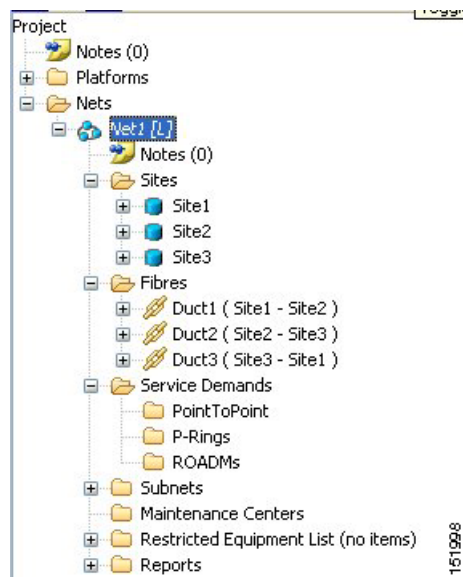 Project
Notes (0)
Platforms
Nets
Net1 [L]
Notes (0)
Sites
Site1
Site2
Site3
Fibres
Duct1 ( Site1 - Site2 )
Duct2 ( Site2 - Site3 )
Duct3 ( Site3 - Site1 )
Service Demands
PointToPoint
P-Rings
ROADMs
Subnets
Maintenance Centers
Restricted Equipment List (no items)
Reports
151998